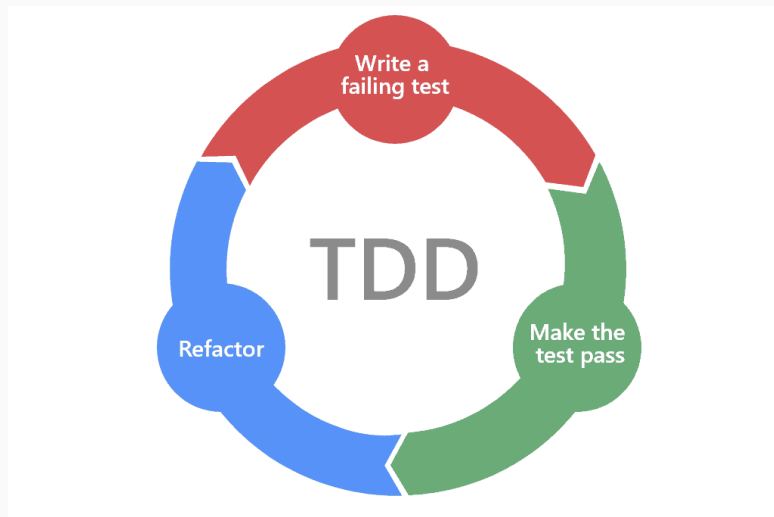 Write a
failing test
TDD
Make the
test pass
Refactor